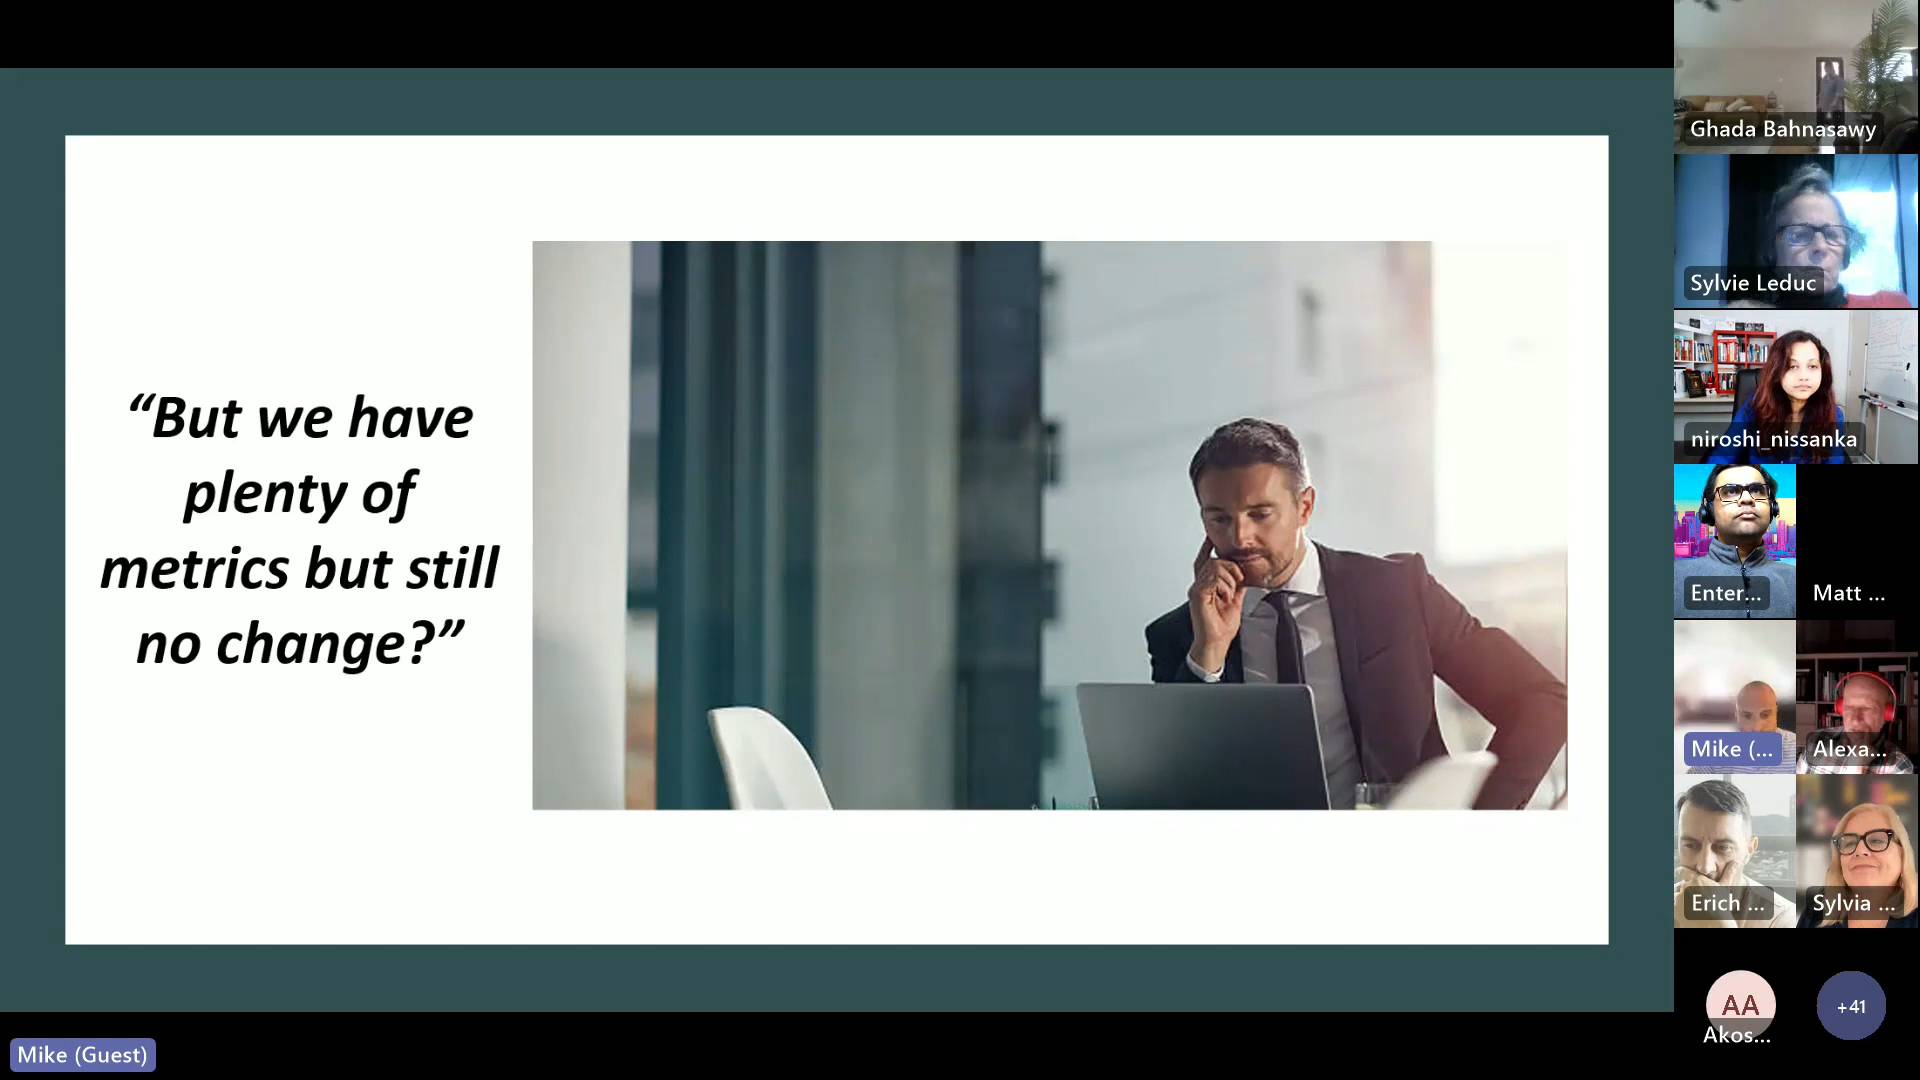 “But we have
plenty of
metrics but still
no change?”
Ghada Bahnasawy
Sylvie Leduc
niroshi_nissanka
Enter...
Matt ...
Mike (...
Alexa...
Erich ...
Sylvia ...
AA
Akos...
+41
Mike (Guest)